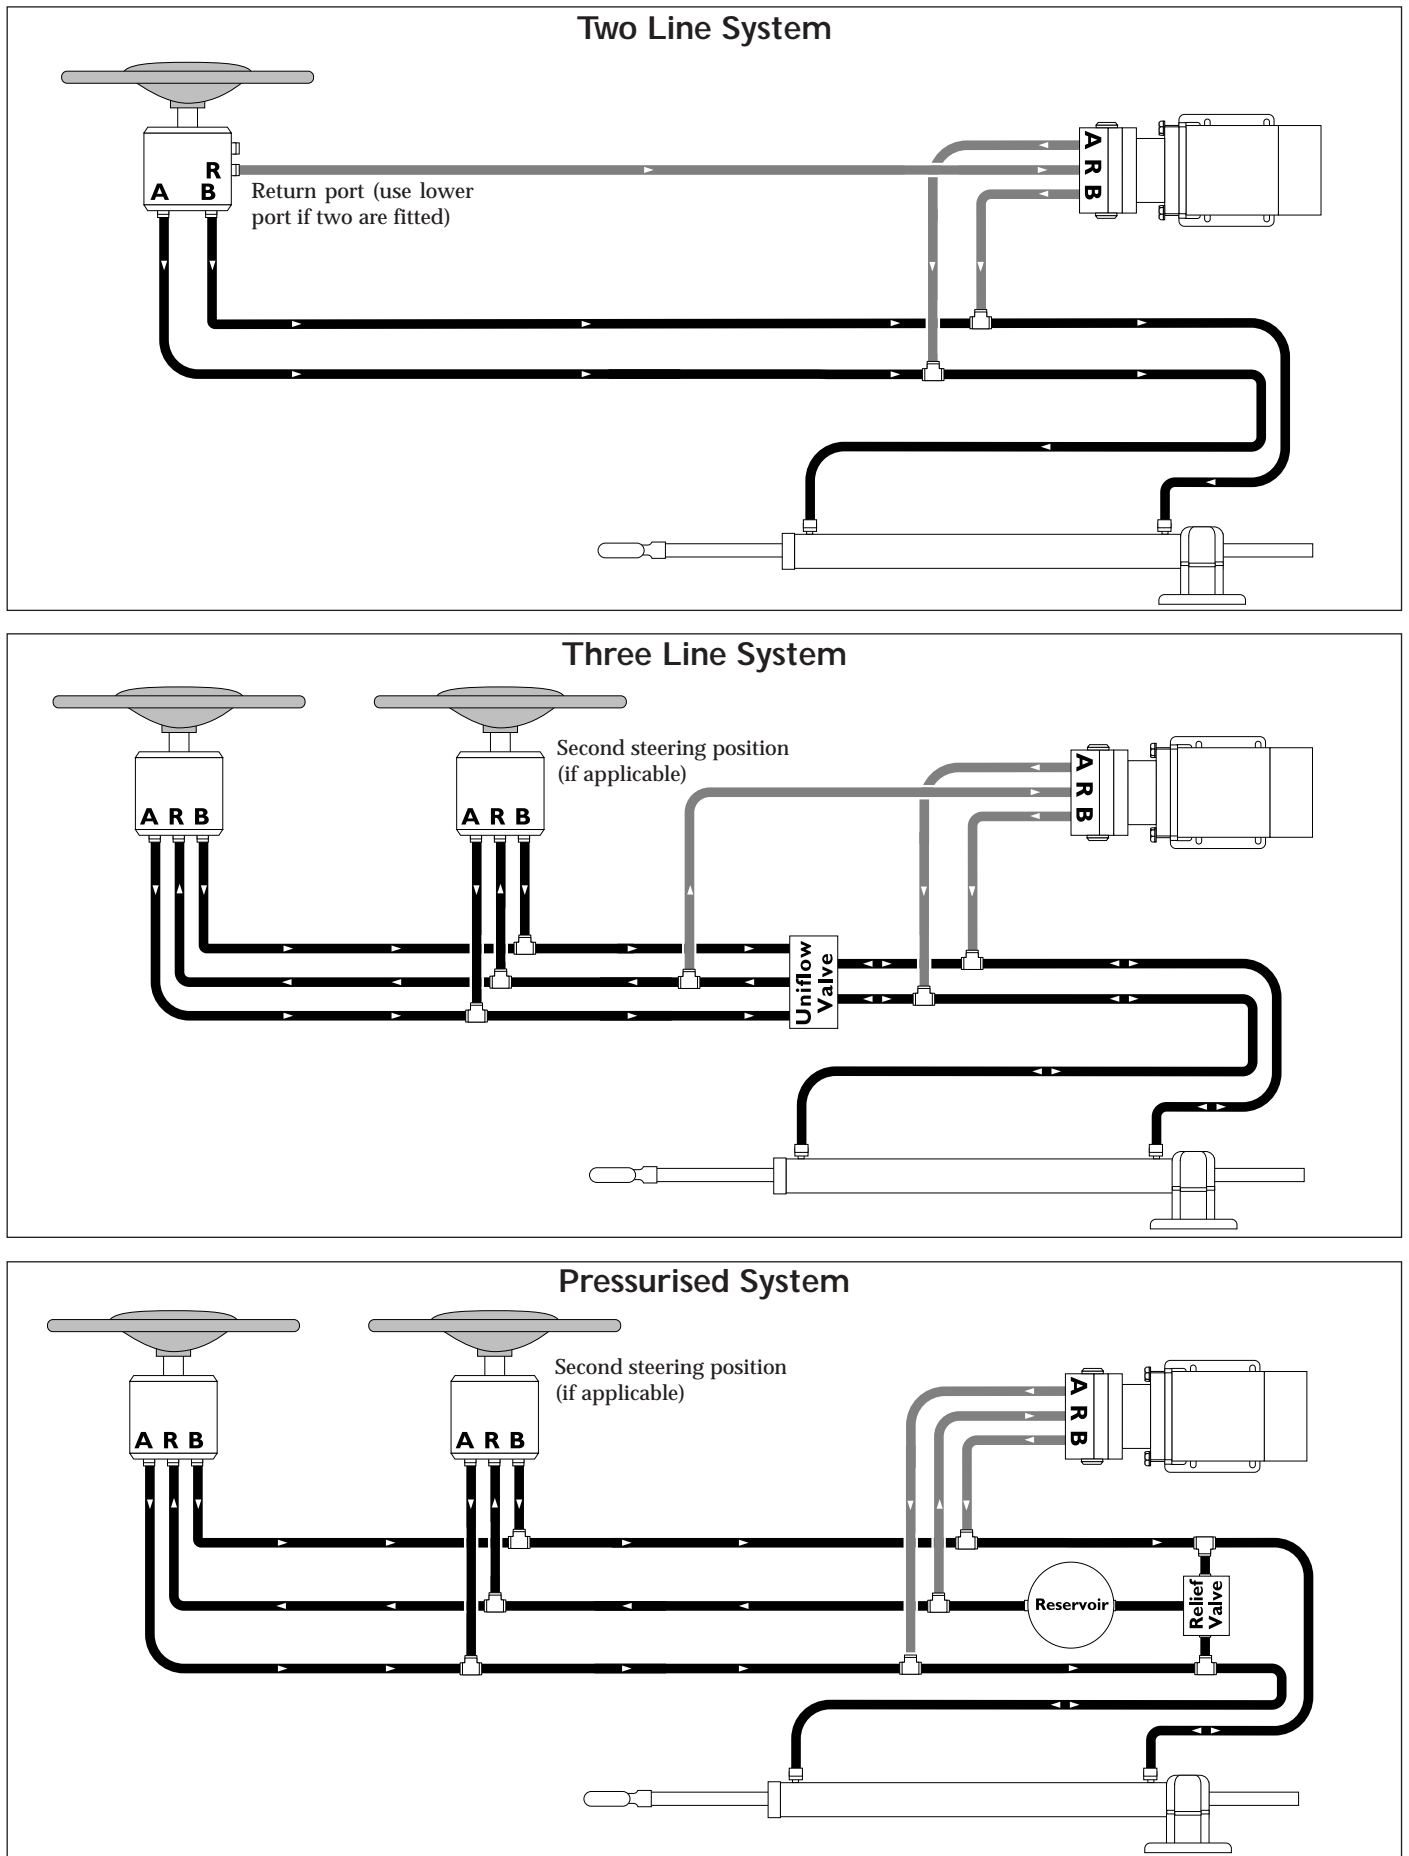 Two Line System
R
A B
Return port (use lower
port if two are fitted)
A
R
B
Three Line System
Second steering position
(if applicable)
A R B
A R B
A
R
B
Uniflow
Valve
Pressurised System
Second steering position
(if applicable)
A R B
A R B
A
R
B
Reservoir
Relief
Valve